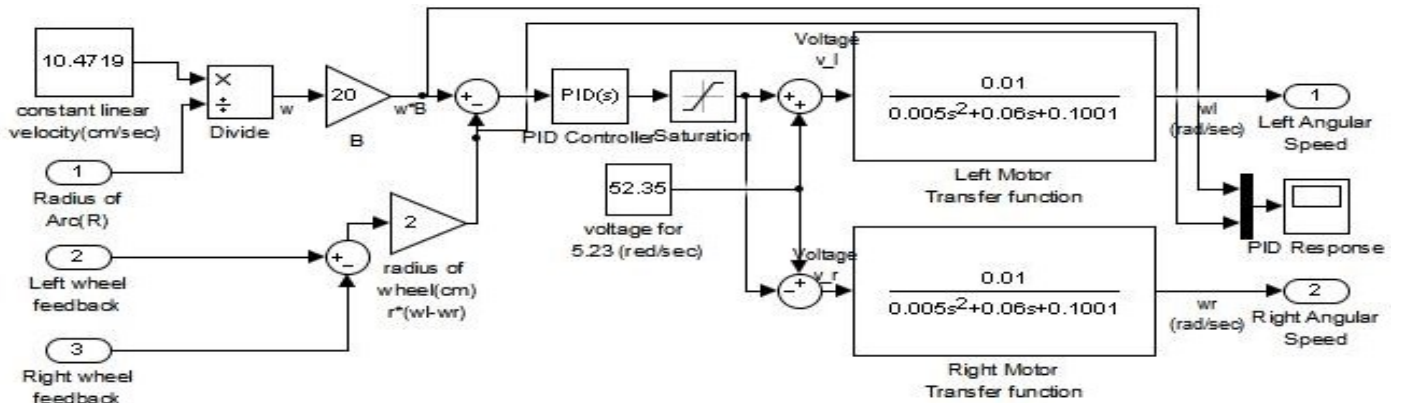 10.4719
constant linear
velocity(cm/sec)
×
÷
Divide
w
20
B
w*B
+
−
PID(s)
PID Controller
Saturation
Voltage
v_l
+
+
0.01
0.005s²+0.06s+0.1001
Left Motor
Transfer function
wl
(rad/sec)
1
Left Angular
Speed
1
Radius of
Arc(R)
2
Left wheel
feedback
3
Right wheel
feedback
+
−
2
radius of
wheel(cm)
r*(wl-wr)
52.35
voltage for
5.23 (red/sec)
Voltage
v_r
−
+
0.01
0.005s²+0.06s+0.1001
Right Motor
Transfer function
wr
(rad/sec)
PID Response
2
Right Angular
Speed